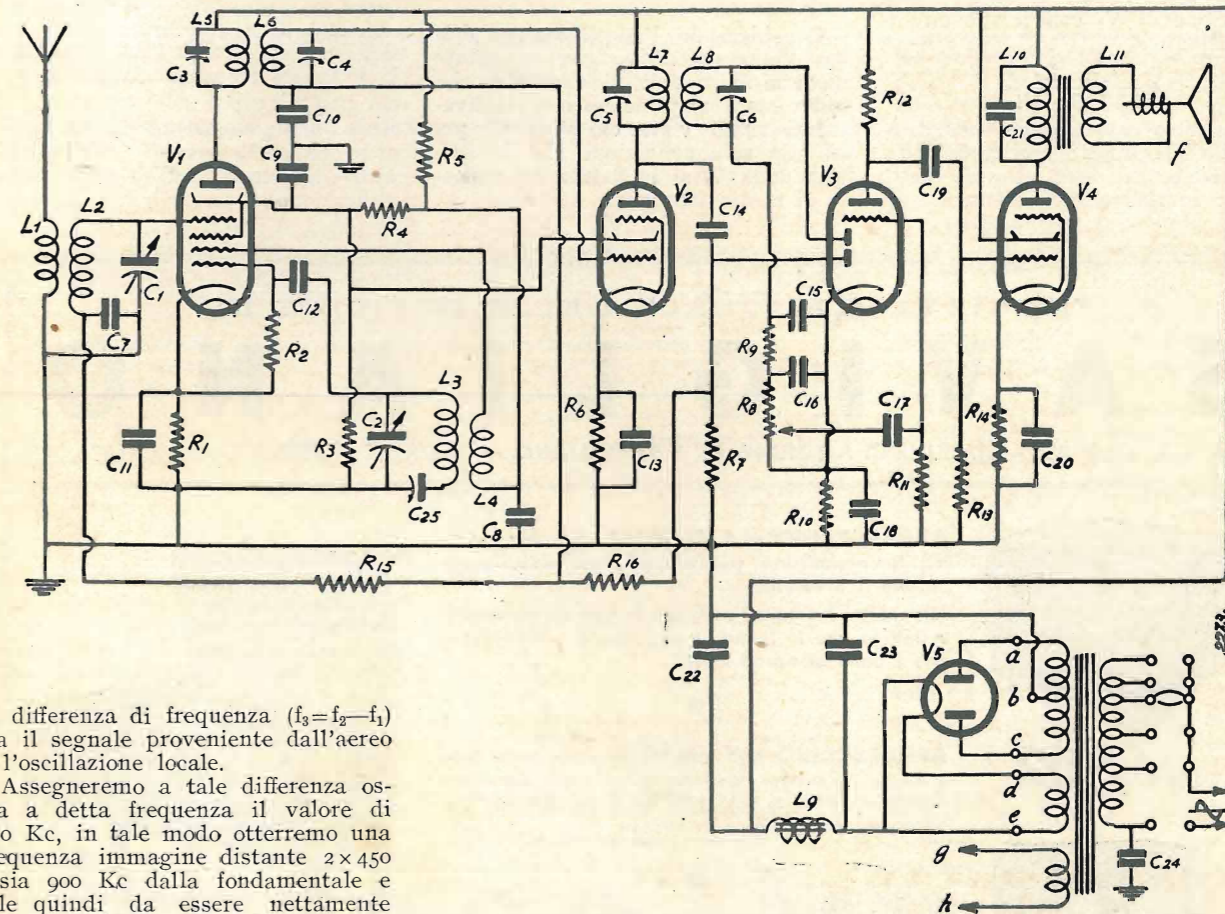 L5
L6
C3
C4
C10
C9
V1
R5
R4
L1
L2
C1
C7
C12
R2
L3
C2
R3
C11
R1
C25
L4
C8
R15
R16
L7
L8
C5
C6
V2
C14
R6
C13
R7
R12
V3
C19
C15
R9
C16
R8
C17
R10
C18
R11
R13
L10
L11
C21
f
V4
R14
C20
C22
C23
V5
a
b
c
d
e
L9
g
h
C24
2273.
differenza di frequenza (f3=f2—f1)
a il segnale proveniente dall'aereo
l'oscillazione locale.
Assegneremo a tale differenza os-
a a detta frequenza il valore di
o Kc, in tale modo otterremo una
equenza immagine distante 2×450
sia 900 Kc dalla fondamentale e
le quindi da essere nettamente